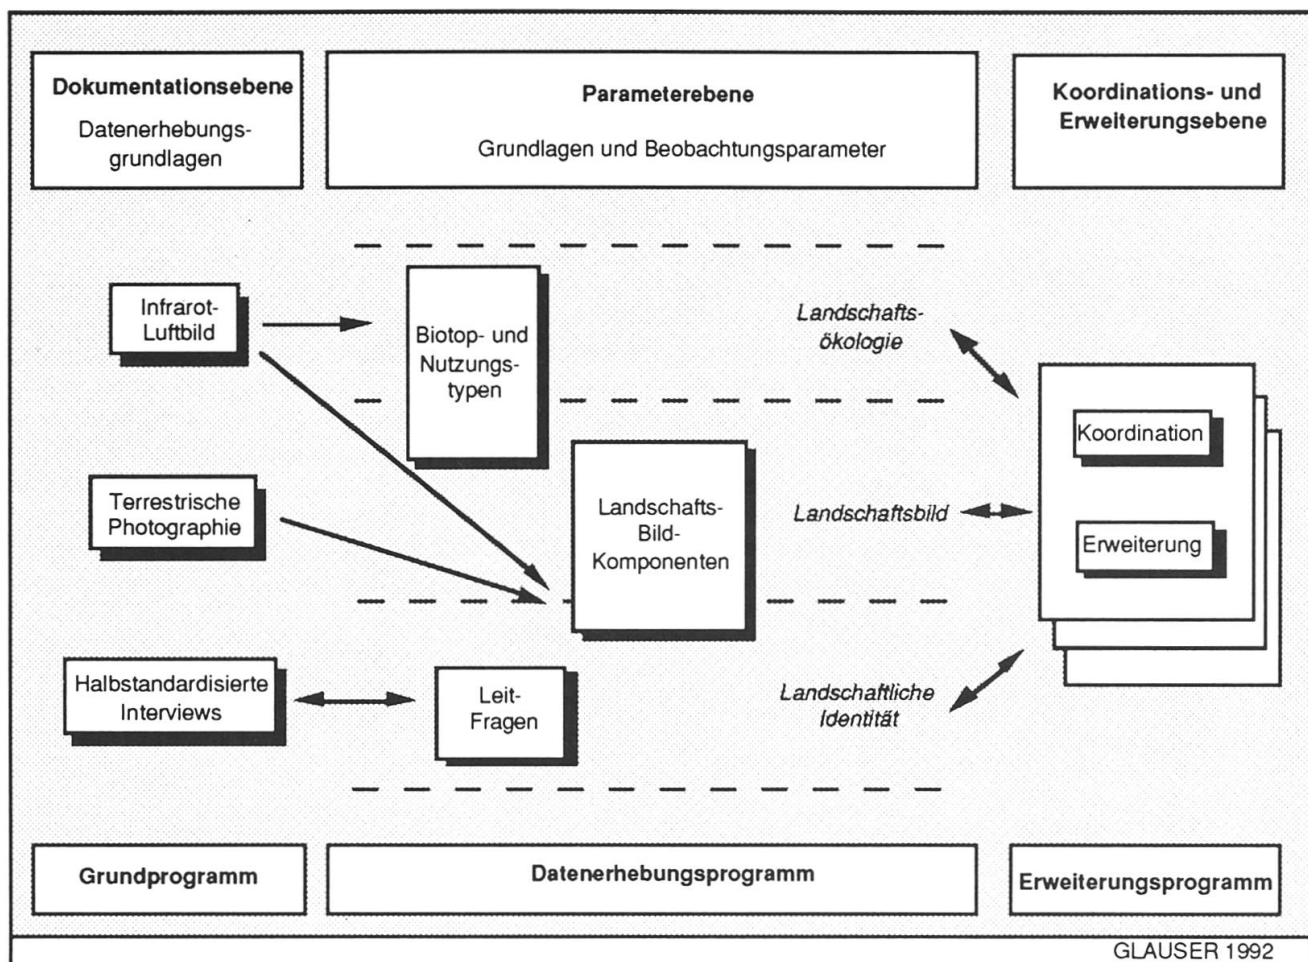 Dokumentationsebene
Datenerhebungs-
grundlagen
Parameterebene
Grundlagen und Beobachtungsparameter
Koordinations- und
Erweiterungsebene
Infrarot-
Luftbild
Biotop- und
Nutzungs-
typen
Landschafts-
ökologie
Koordination
Terrestrische
Photographie
Landschafts-
Bild-
Komponenten
Landschaftsbild
Erweiterung
Halbstandardisierte
Interviews
Leit-
Fragen
Landschaftliche
Identität
Grundprogramm
Datenerhebungsprogramm
Erweiterungsprogramm
GLAUSER 1992